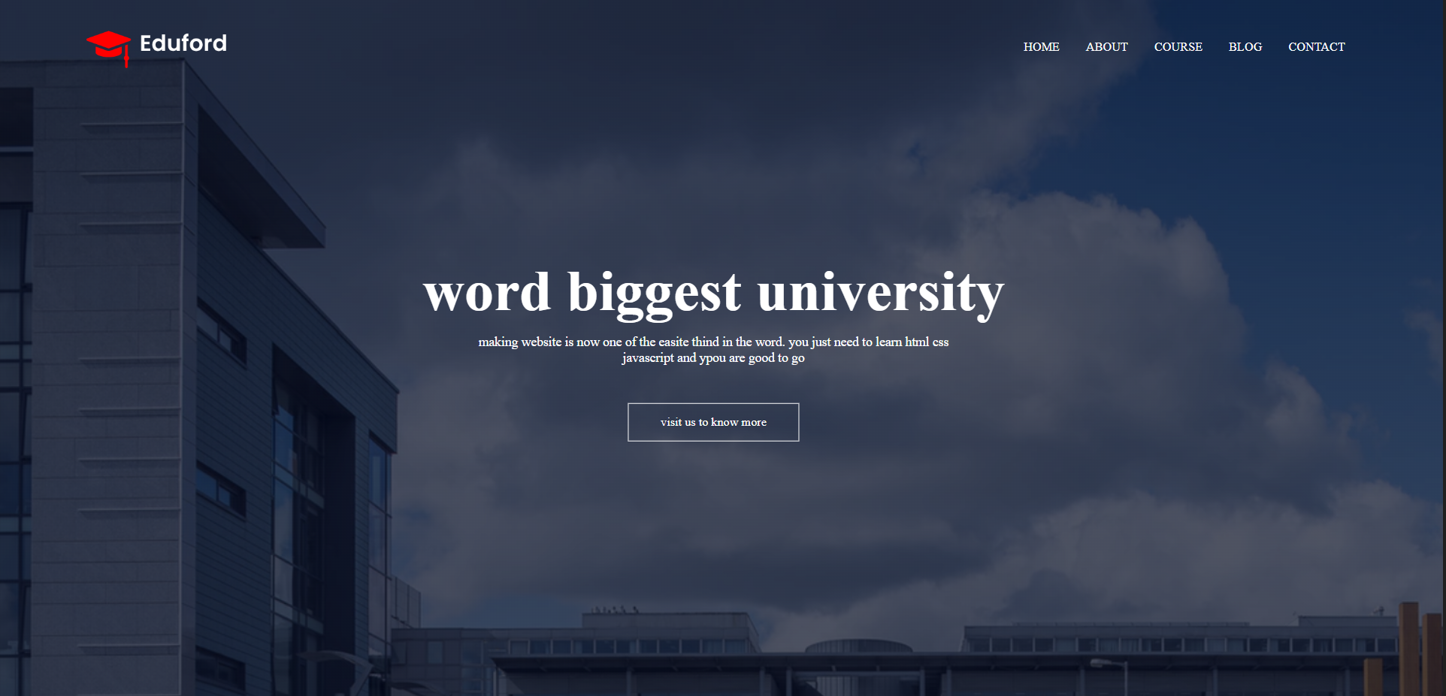 Eduford
HOME ABOUT COURSE BLOG CONTACT
word biggest university
making website is now one of the easite thind in the word. you just need to learn html css
javascript and ypou are good to go
visit us to know more